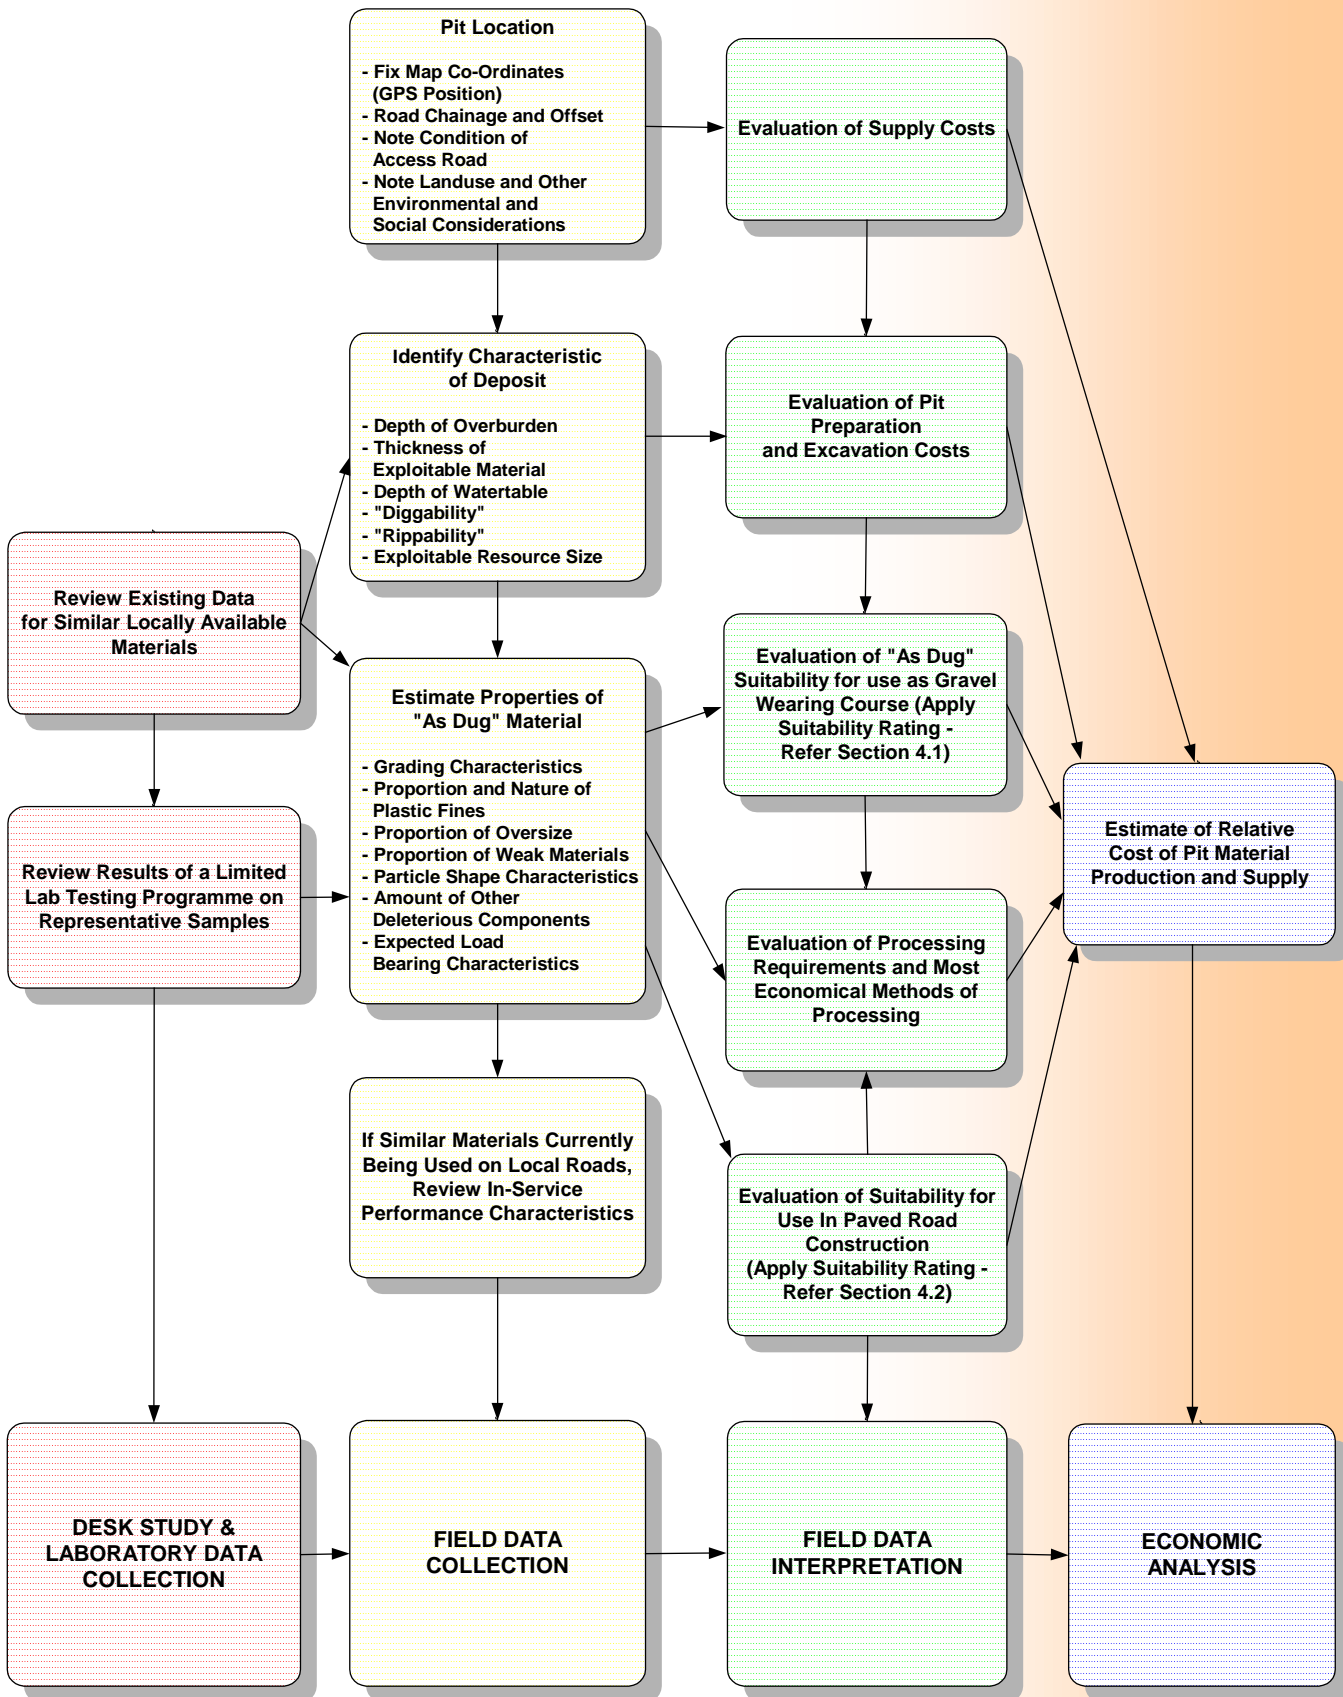 Pit Location
- Fix Map Co-Ordinates
(GPS Position)
- Road Chainage and Offset
- Note Condition of
Access Road
- Note Landuse and Other
Environmental and
Social Considerations
Evaluation of Supply Costs
Identify Characteristic
of Deposit
- Depth of Overburden
- Thickness of
Exploitable Material
- Depth of Watertable
- "Diggability"
- "Rippability"
- Exploitable Resource Size
Evaluation of Pit
Preparation
and Excavation Costs
Review Existing Data
for Similar Locally Available
Materials
Estimate Properties of
"As Dug" Material
- Grading Characteristics
- Proportion and Nature of
Plastic Fines
- Proportion of Oversize
- Proportion of Weak Materials
- Particle Shape Characteristics
- Amount of Other
Deleterious Components
- Expected Load
Bearing Characteristics
Evaluation of "As Dug"
Suitability for use as Gravel
Wearing Course (Apply
Suitability Rating -
Refer Section 4.1)
Review Results of a Limited
Lab Testing Programme on
Representative Samples
Estimate of Relative
Cost of Pit Material
Production and Supply
Evaluation of Processing
Requirements and Most
Economical Methods of
Processing
If Similar Materials Currently
Being Used on Local Roads,
Review In-Service
Performance Characteristics
Evaluation of Suitability for
Use In Paved Road
Construction
(Apply Suitability Rating -
Refer Section 4.2)
DESK STUDY &
LABORATORY DATA
COLLECTION
FIELD DATA
COLLECTION
FIELD DATA
INTERPRETATION
ECONOMIC
ANALYSIS